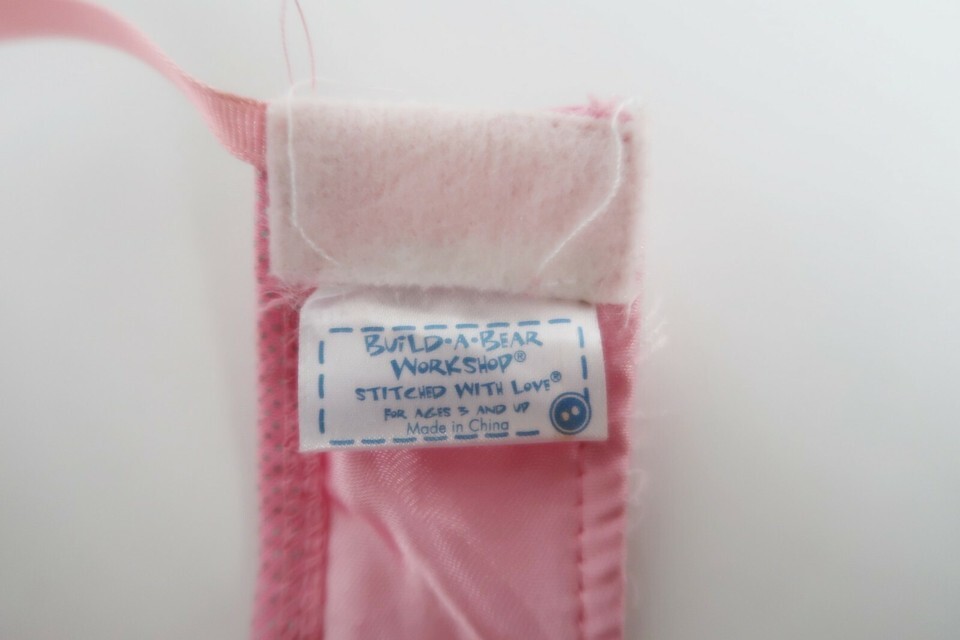 BUiLD•A•BEAR
WORKSHOP®
STITCHED WITH LOVE®
FOR AGES 3 AND UP
Made in China